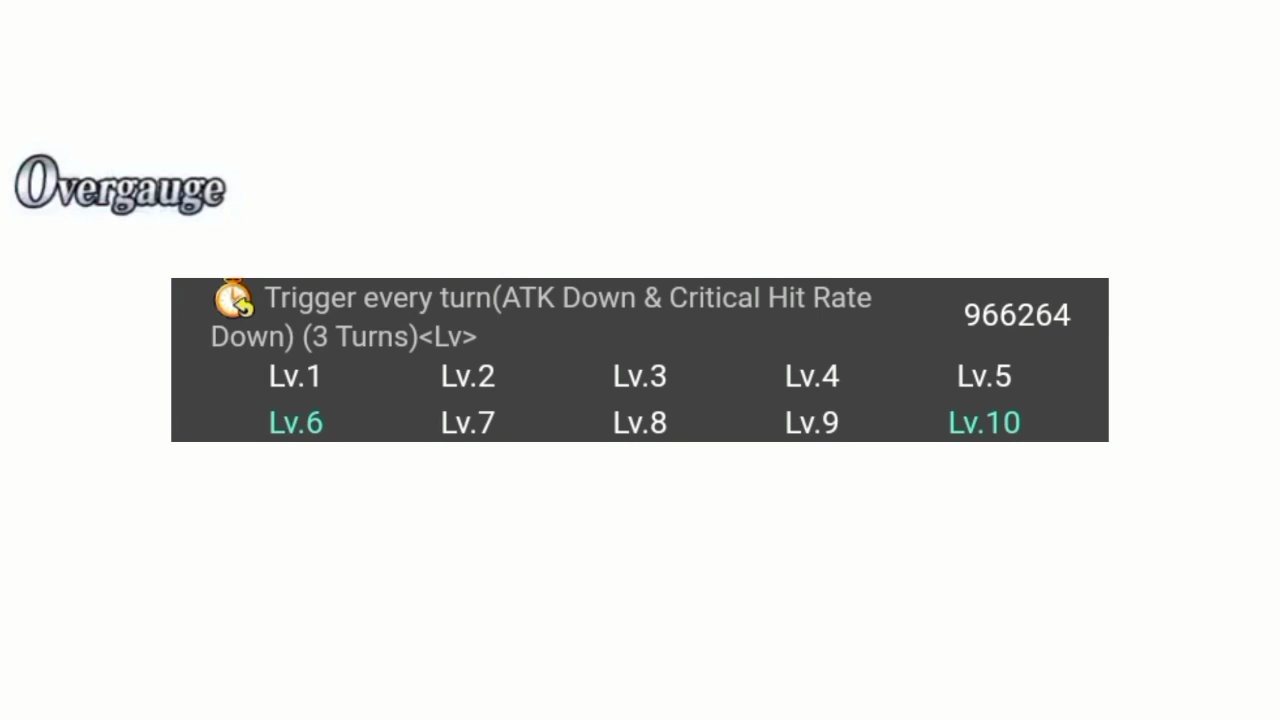 Overgauge
Trigger every turn(ATK Down & Critical Hit Rate
Down) (3 Turns)<Lv>
966264
Lv.1 Lv.2 Lv.3 Lv.4 Lv.5
Lv.6 Lv.7 Lv.8 Lv.9 Lv.10